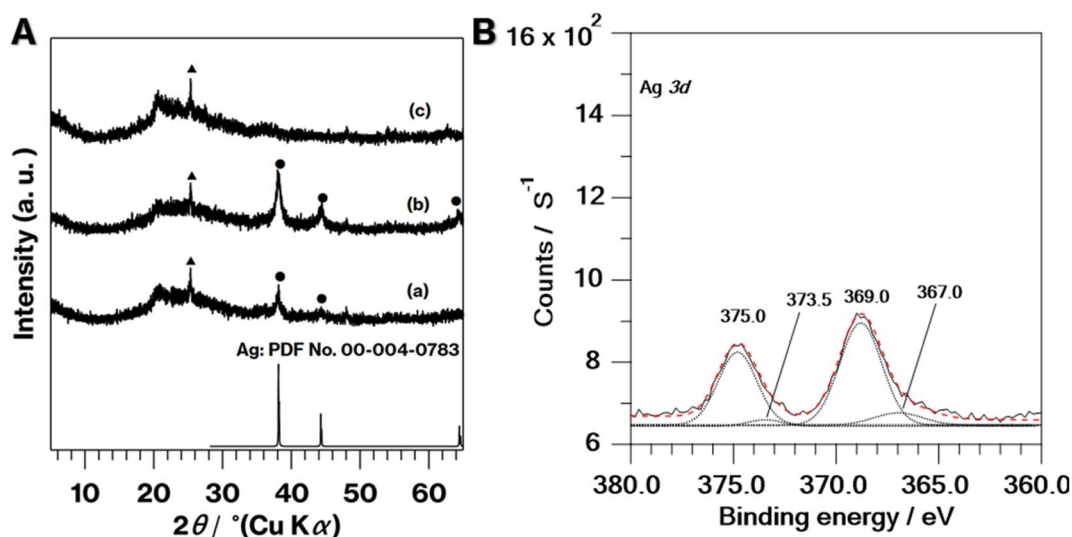 A
Intensity (a. u.)
▲
(c)
▲
●
●
●
(b)
▲
●
●
(a)
Ag: PDF No. 00-004-0783
10 20 30 40 50 60
2θ / °(Cu Kα)
B
16 x 10²
14
12
10
8
6
Counts / S⁻¹
Ag 3d
375.0
373.5
369.0
367.0
380.0 375.0 370.0 365.0 360.0
Binding energy / eV